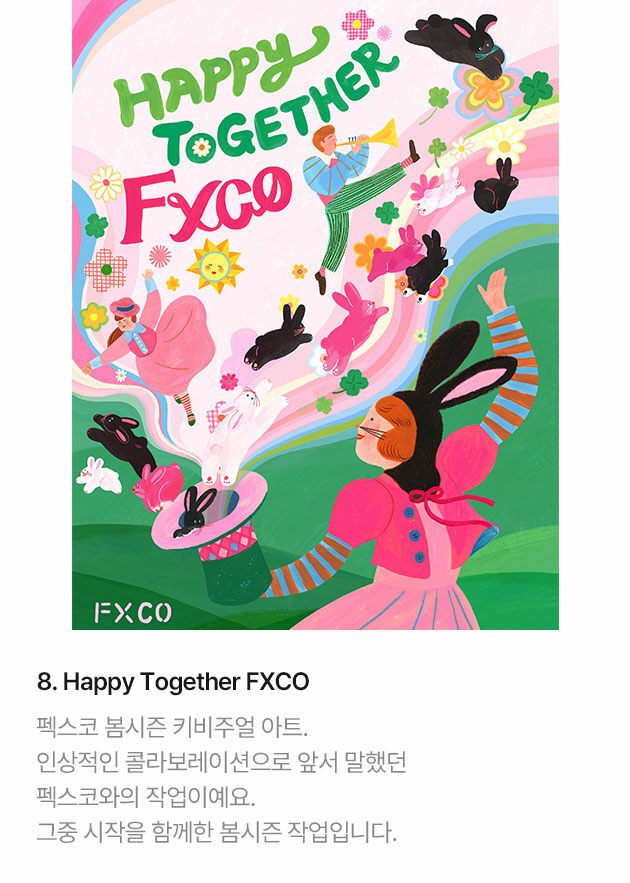 HAPPY
TOGETHER
FXCO
FXCO
8. Happy Together FXCO
펙스코 봄시즌 키비주얼 아트.
인상적인 콜라보레이션으로 앞서 말했던
펙스코와의 작업이예요.
그중 시작을 함께한 봄시즌 작업입니다.